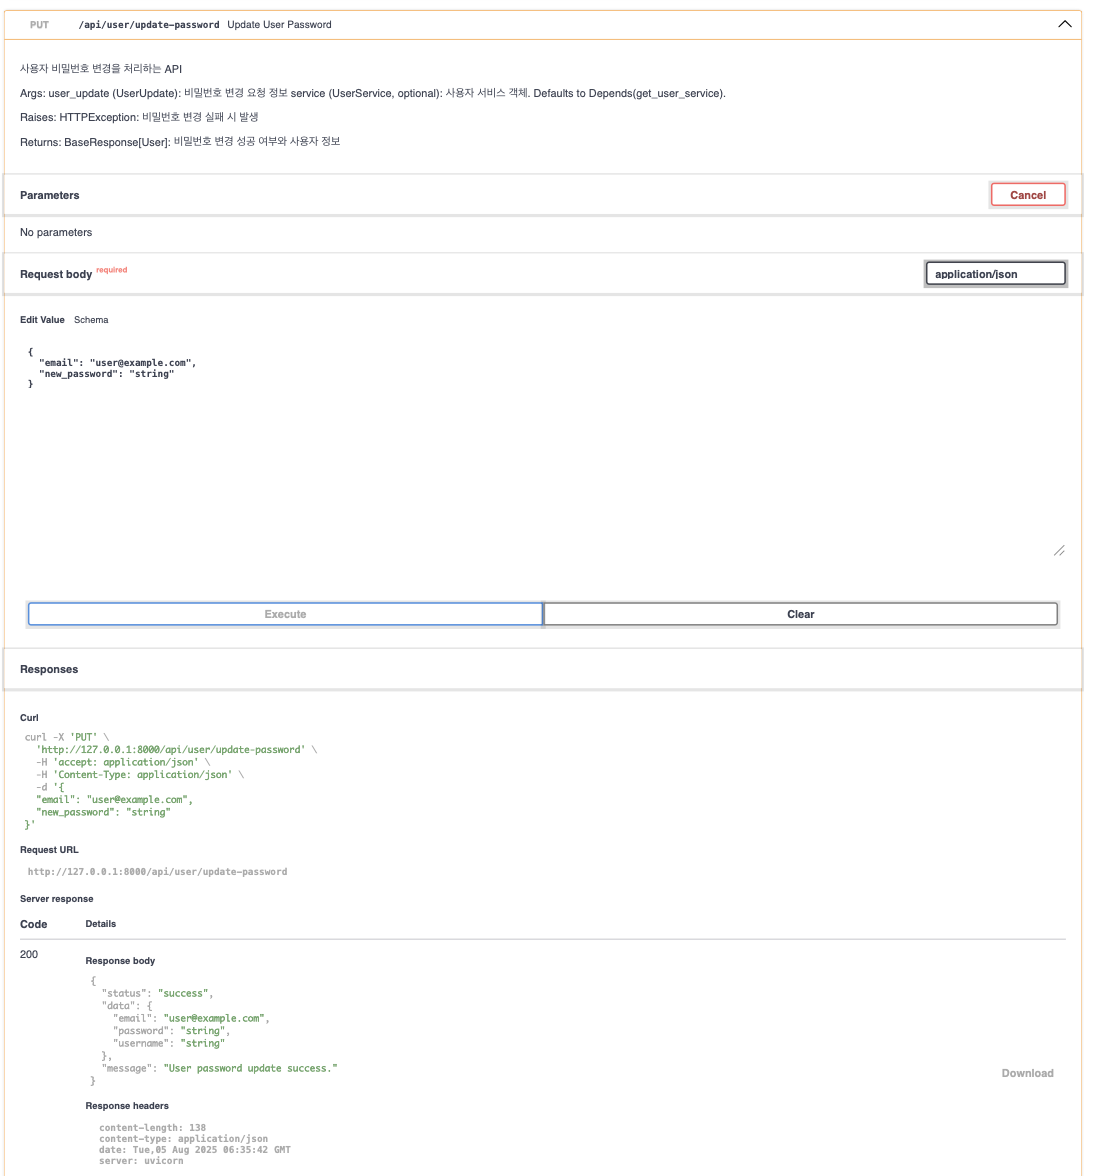 PUT /api/user/update-password Update User Password
사용자 비밀번호 변경을 처리하는 API
Args: user_update (UserUpdate): 비밀번호 변경 요청 정보 service (UserService, optional): 사용자 서비스 객체. Defaults to Depends(get_user_service).
Raises: HTTPException: 비밀번호 변경 실패 시 발생
Returns: BaseResponse[User]: 비밀번호 변경 성공 여부와 사용자 정보
Parameters Cancel
No parameters
Request body required application/json
Edit Value Schema
{
"email": "user@example.com",
"new_password": "string"
}
Execute Clear
Responses
Curl
curl -X 'PUT' \
'http://127.0.0.1:8000/api/user/update-password' \
-H 'accept: application/json' \
-H 'Content-Type: application/json' \
-d '{
"email": "user@example.com",
"new_password": "string"
}'
Request URL
http://127.0.0.1:8000/api/user/update-password
Server response
Code Details
200
Response body
{
"status": "success",
"data": {
"email": "user@example.com",
"password": "string",
"username": "string"
},
"message": "User password update success."
}
Download
Response headers
content-length: 138
content-type: application/json
date: Tue,05 Aug 2025 06:35:42 GMT
server: uvicorn